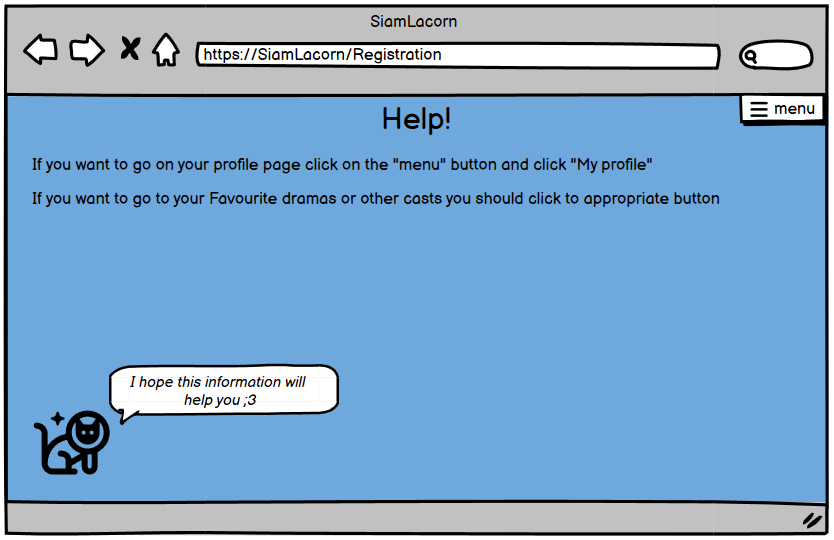 SiamLacorn
https://SiamLacorn/Registration
menu
Help!
If you want to go on your profile page click on the "menu" button and click "My profile"
If you want to go to your Favourite dramas or other casts you should click to appropriate button
I hope this information will
help you ;3